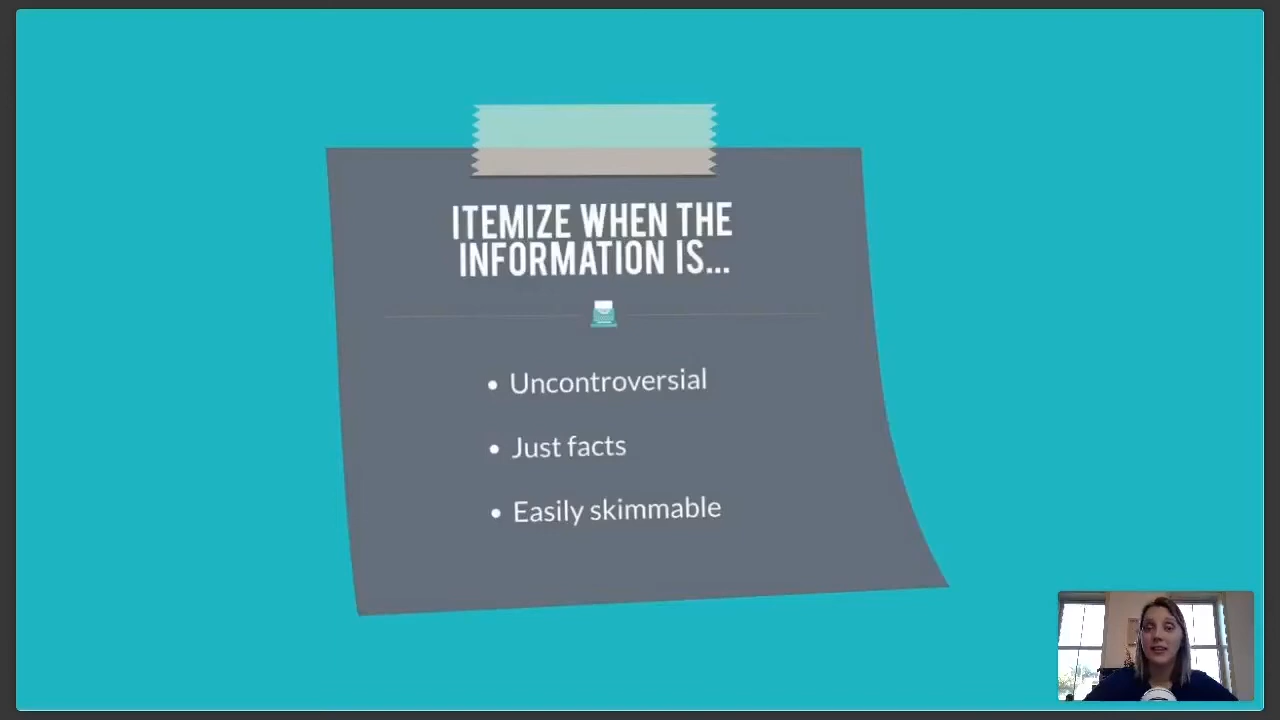 ITEMIZE WHEN THE
INFORMATION IS...
• Uncontroversial
• Just facts
• Easily skimmable